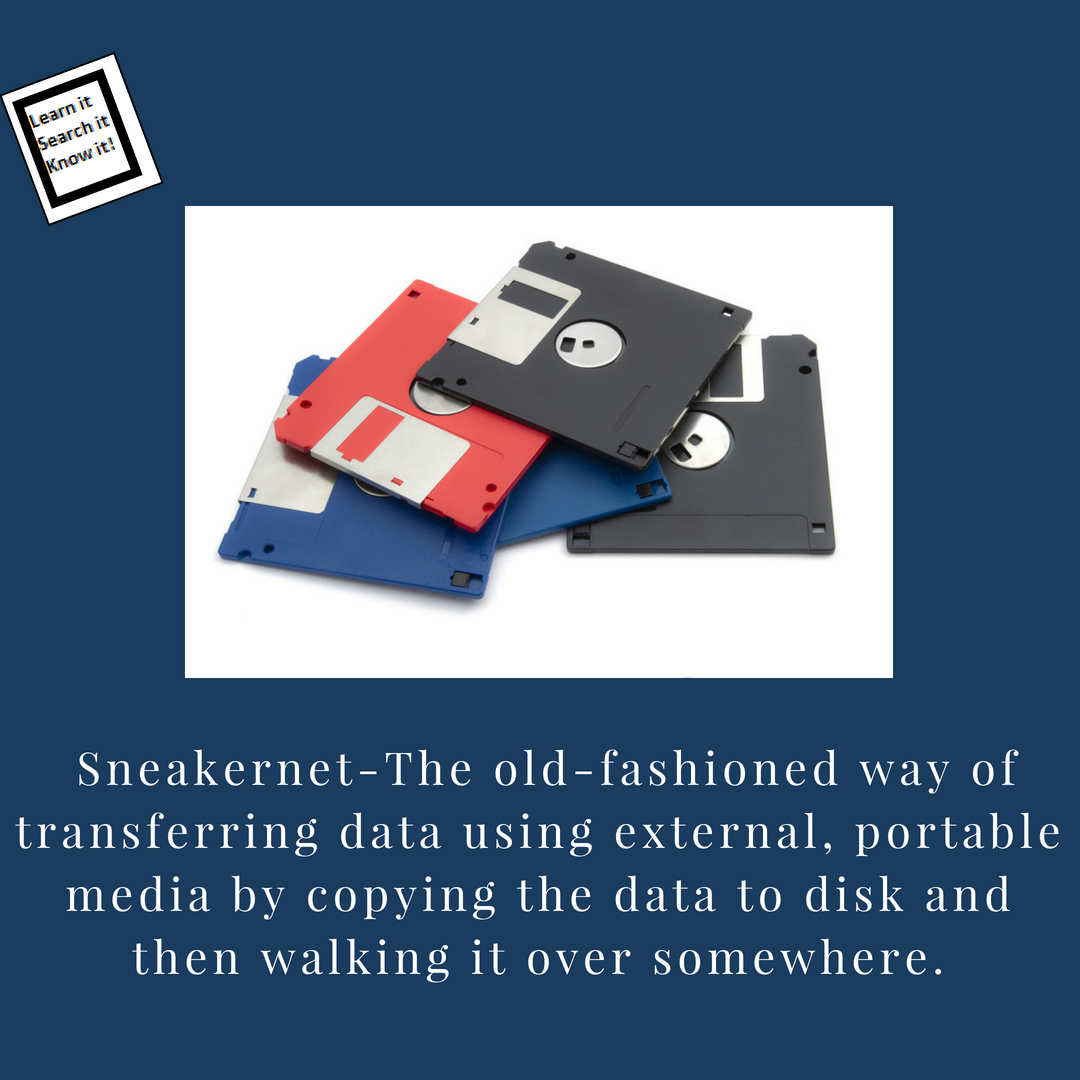 Learn it
Search it
Know it!
Sneakernet-The old-fashioned way of
transferring data using external, portable
media by copying the data to disk and
then walking it over somewhere.